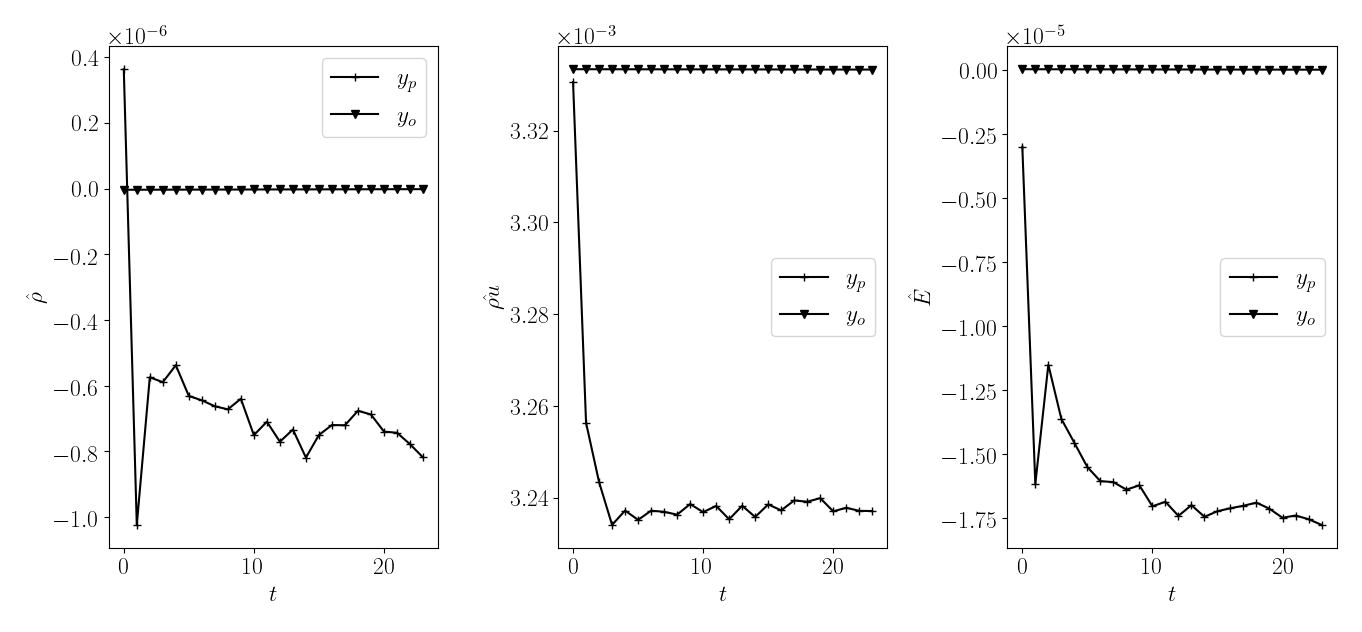 ×10⁻⁶
0.4
0.2
0.0
−0.2
−0.4
−0.6
−0.8
−1.0
ρ̂
0 10 20
t
y_p
y_o
×10⁻³
3.32
3.30
3.28
3.26
3.24
ρ̂u
0 10 20
t
y_p
y_o
×10⁻⁵
0.00
−0.25
−0.50
−0.75
−1.00
−1.25
−1.50
−1.75
Ê
0 10 20
t
y_p
y_o